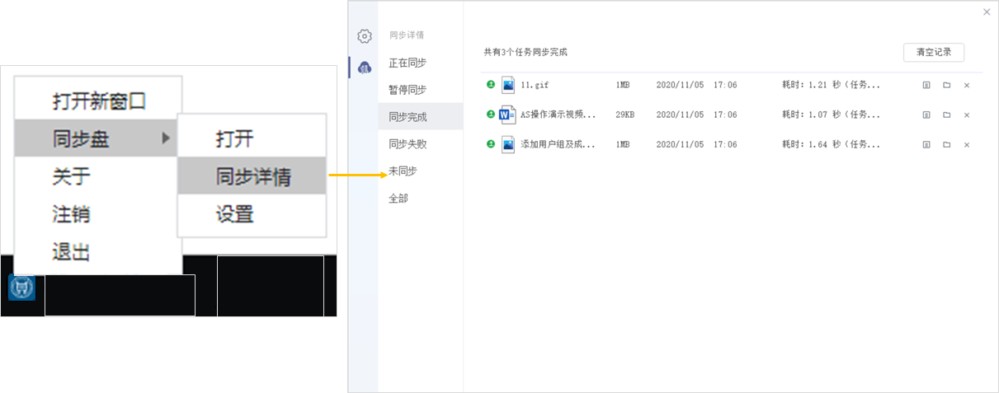 打开新窗口
同步盘
关于
注销
退出
打开
同步详情
设置
同步详情
正在同步
暂停同步
同步完成
同步失败
未同步
全部
共有3个任务同步完成
清空记录
11.gif 1MB 2020/11/05 17:06 耗时：1.21 秒（任务...
AS操作演示视频... 29KB 2020/11/05 17:06 耗时：1.07 秒（任务...
添加用户组及成... 1MB 2020/11/05 17:06 耗时：1.64 秒（任务...